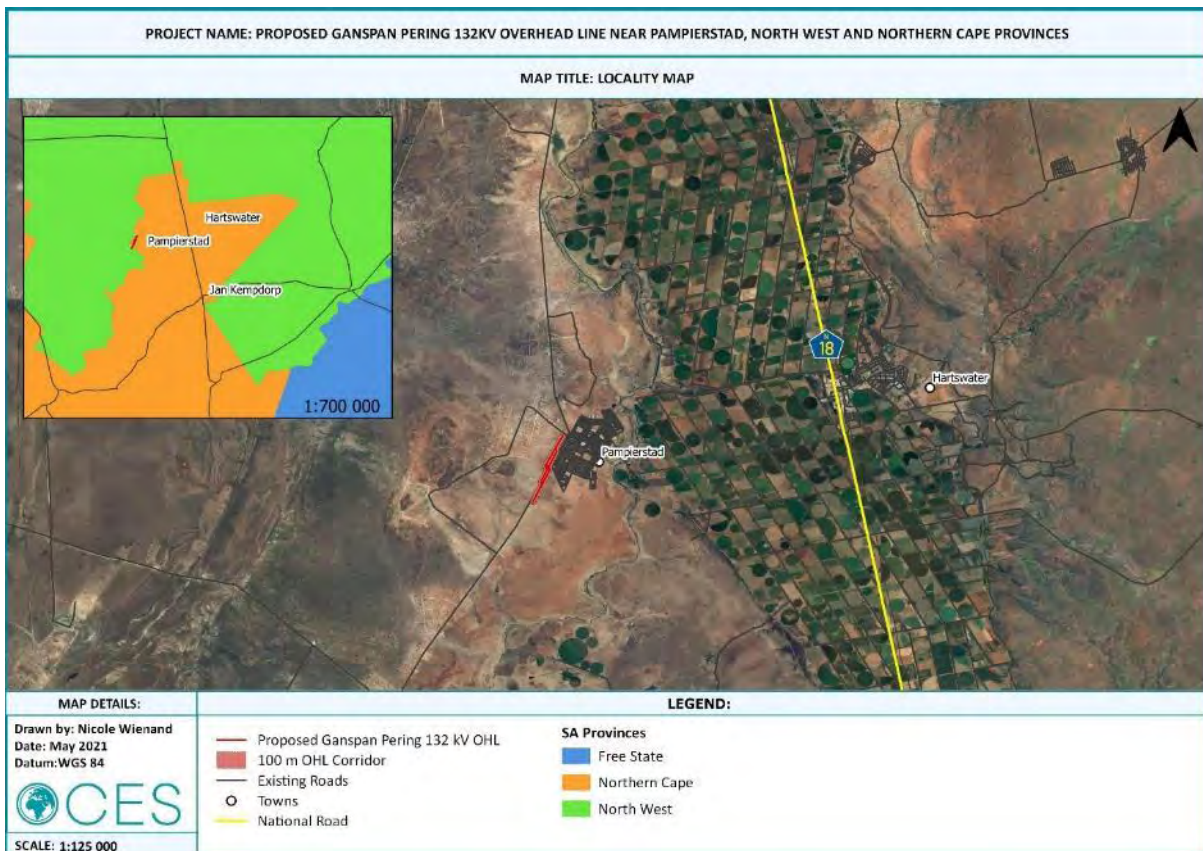 PROJECT NAME: PROPOSED GANSPAN PERING 132KV OVERHEAD LINE NEAR PAMPIERSTAD, NORTH WEST AND NORTHERN CAPE PROVINCES
MAP TITLE: LOCALITY MAP
Hartswater
Pampierstad
Jan Kempdorp
1:700 000
18
Hartswater
Pampierstad
MAP DETAILS:
Drawn by: Nicole Wienand
Date: May 2021
Datum:WGS 84
CES
SCALE: 1:125 000
LEGEND:
Proposed Ganspan Pering 132 kV OHL
100 m OHL Corridor
Existing Roads
Towns
National Road
SA Provinces
Free State
Northern Cape
North West